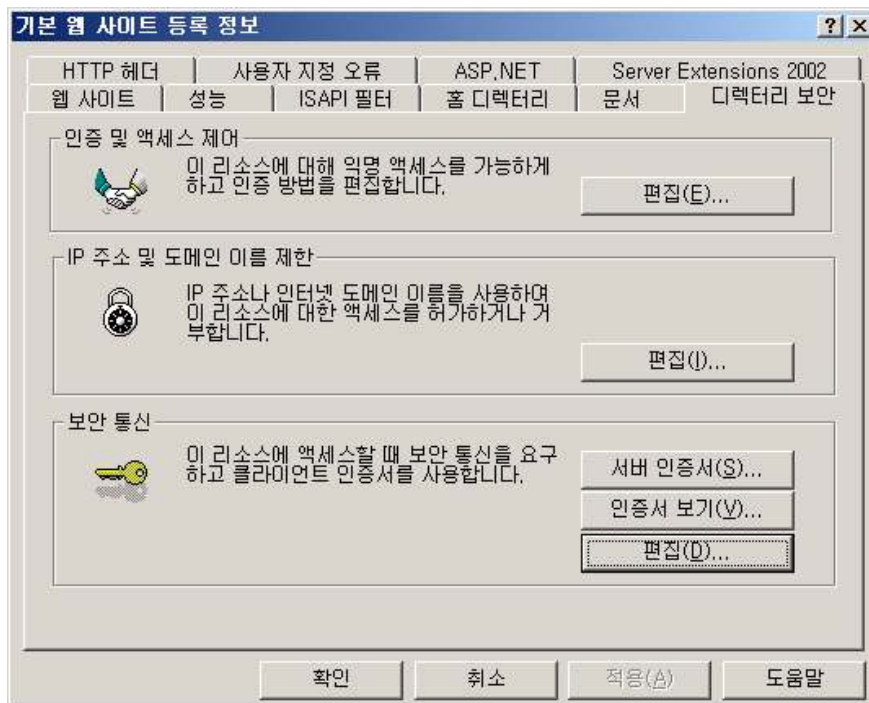 기본 웹 사이트 등록 정보
HTTP 헤더 사용자 지정 오류 ASP.NET Server Extensions 2002
웹 사이트 성능 ISAPI 필터 홈 디렉터리 문서 디렉터리 보안
인증 및 액세스 제어
이 리소스에 대해 익명 액세스를 가능하게
하고 인증 방법을 편집합니다.
편집(E)...
IP 주소 및 도메인 이름 제한
IP 주소나 인터넷 도메인 이름을 사용하여
이 리소스에 대한 액세스를 허가하거나 거
부합니다.
편집(I)...
보안 통신
이 리소스에 액세스할 때 보안 통신을 요구
하고 클라이언트 인증서를 사용합니다.
서버 인증서(S)...
인증서 보기(V)...
편집(D)...
확인 취소 적용(A) 도움말